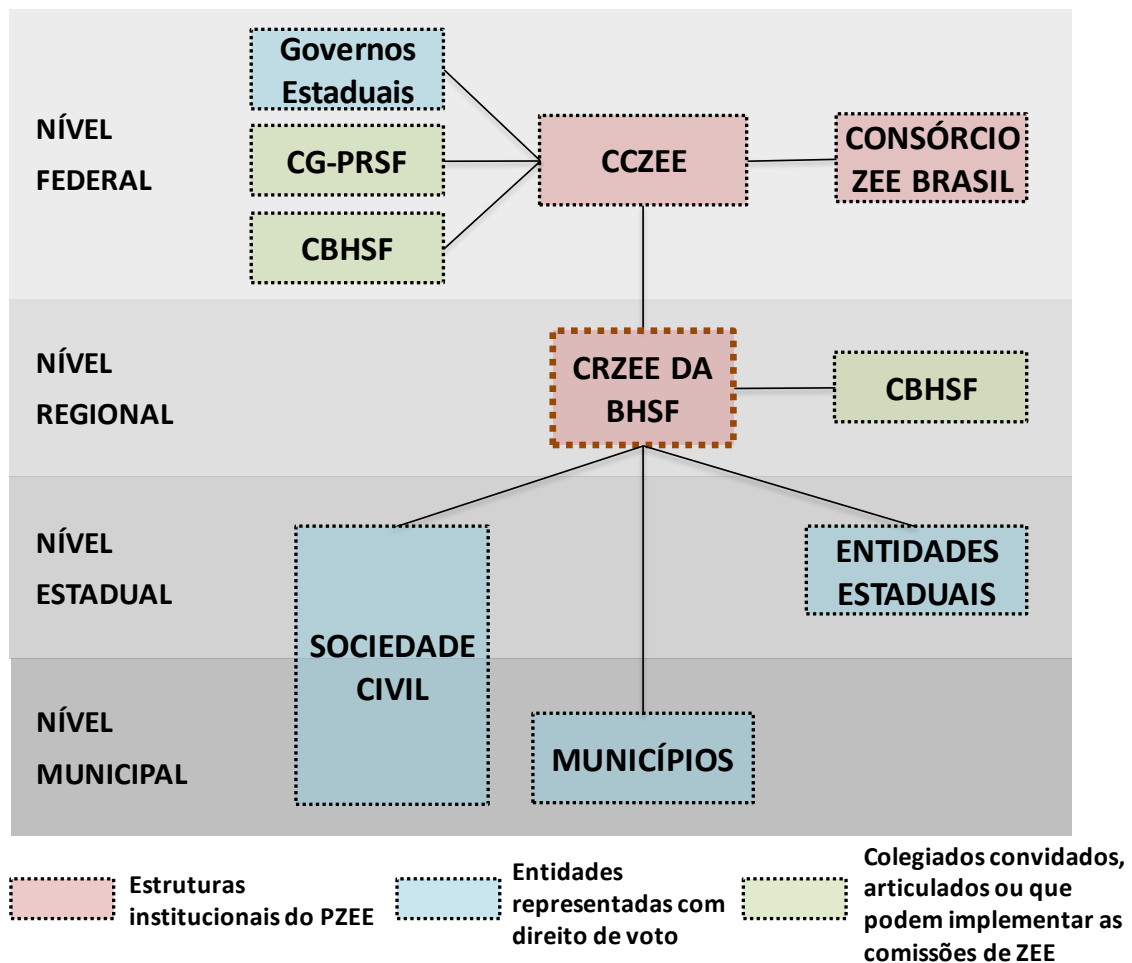 NÍVEL
FEDERAL
Governos
Estaduais
CG-PRSF
CBHSF
CCZEE
CONSÓRCIO
ZEE BRASIL
NÍVEL
REGIONAL
CRZEE DA
BHSF
CBHSF
NÍVEL
ESTADUAL
ENTIDADES
ESTADUAIS
SOCIEDADE
CIVIL
NÍVEL
MUNICIPAL
MUNICÍPIOS
Estruturas
institucionais do PZEE
Entidades
representadas com
direito de voto
Colegiados convidados,
articulados ou que
podem implementar as
comissões de ZEE